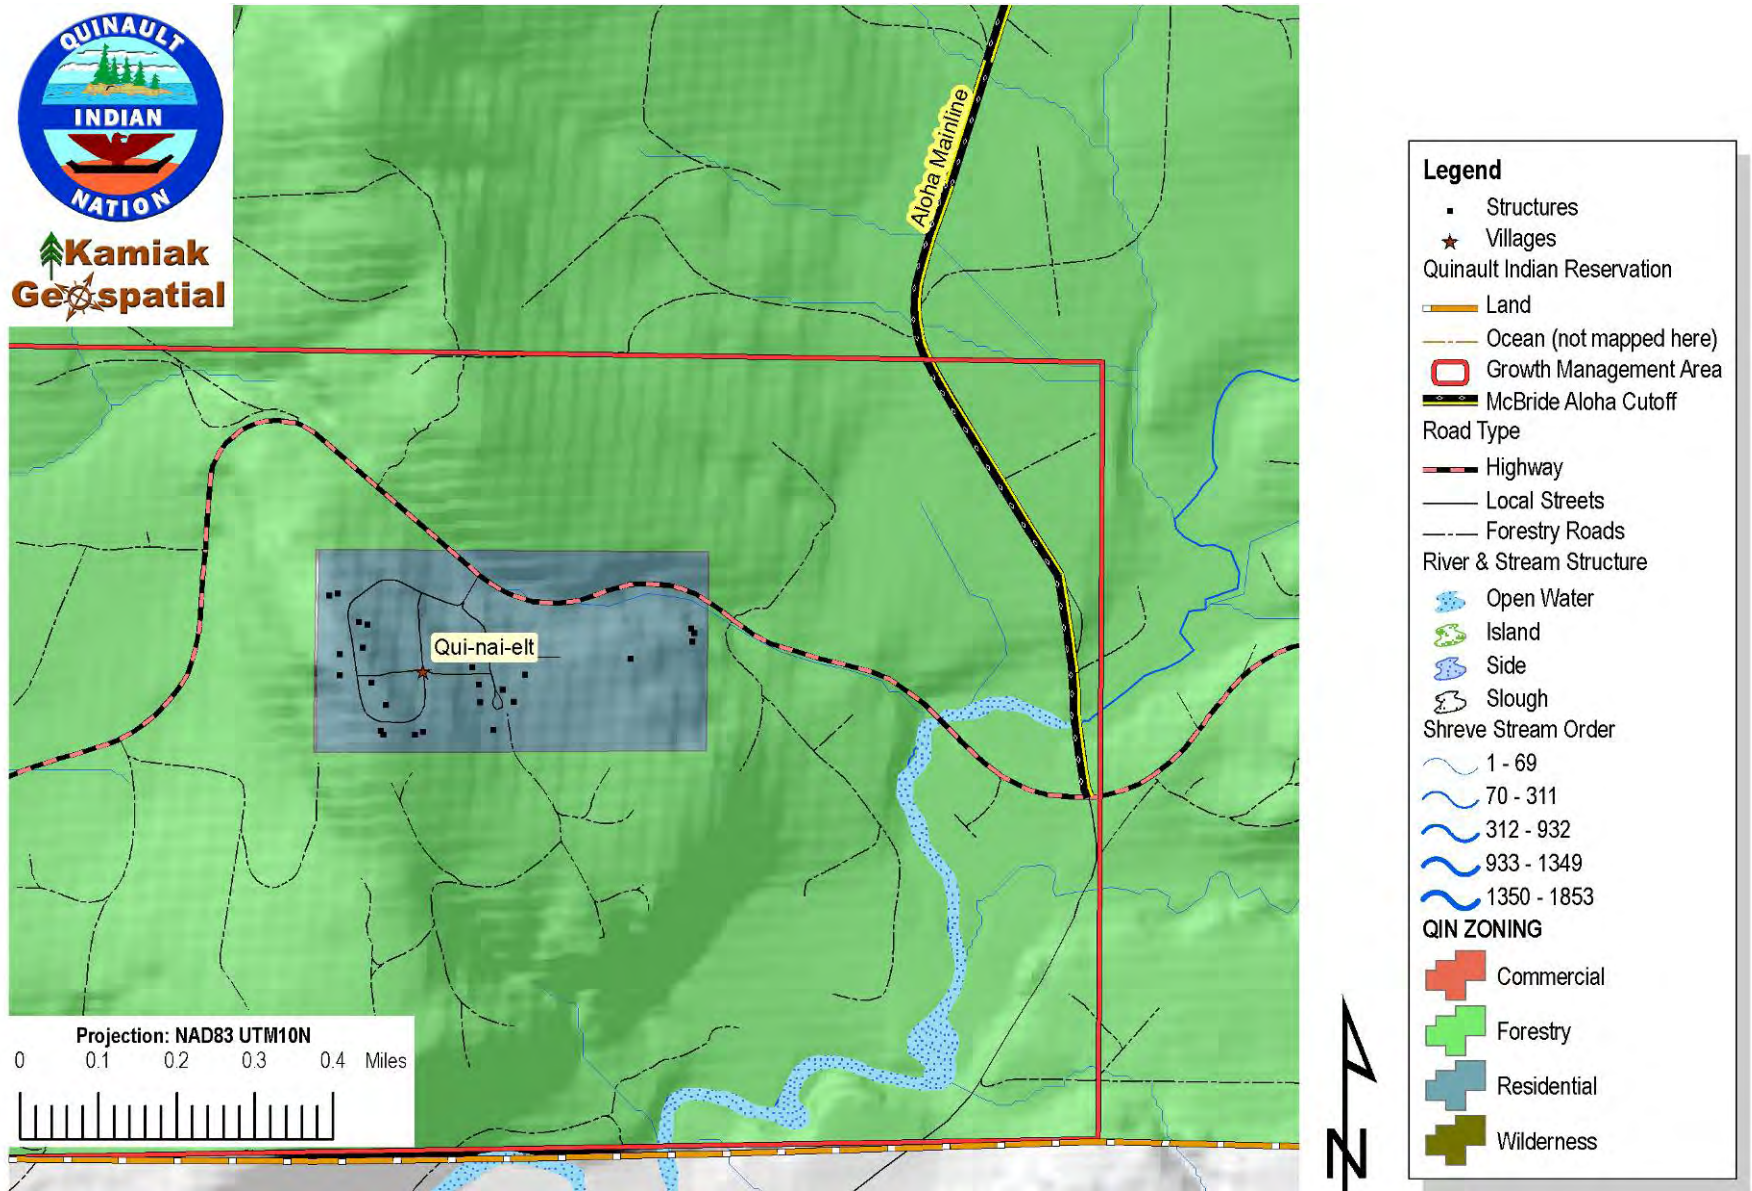 QUINAULT
INDIAN
NATION
Kamiak
Geospatial
Aloha Mainline
Qui-nai-elt
Projection: NAD83 UTM10N
0 0.1 0.2 0.3 0.4 Miles
Legend
Structures
Villages
Quinault Indian Reservation
Land
Ocean (not mapped here)
Growth Management Area
McBride Aloha Cutoff
Road Type
Highway
Local Streets
Forestry Roads
River & Stream Structure
Open Water
Island
Side
Slough
Shreve Stream Order
1 - 69
70 - 311
312 - 932
933 - 1349
1350 - 1853
QIN ZONING
Commercial
Forestry
Residential
Wilderness
N